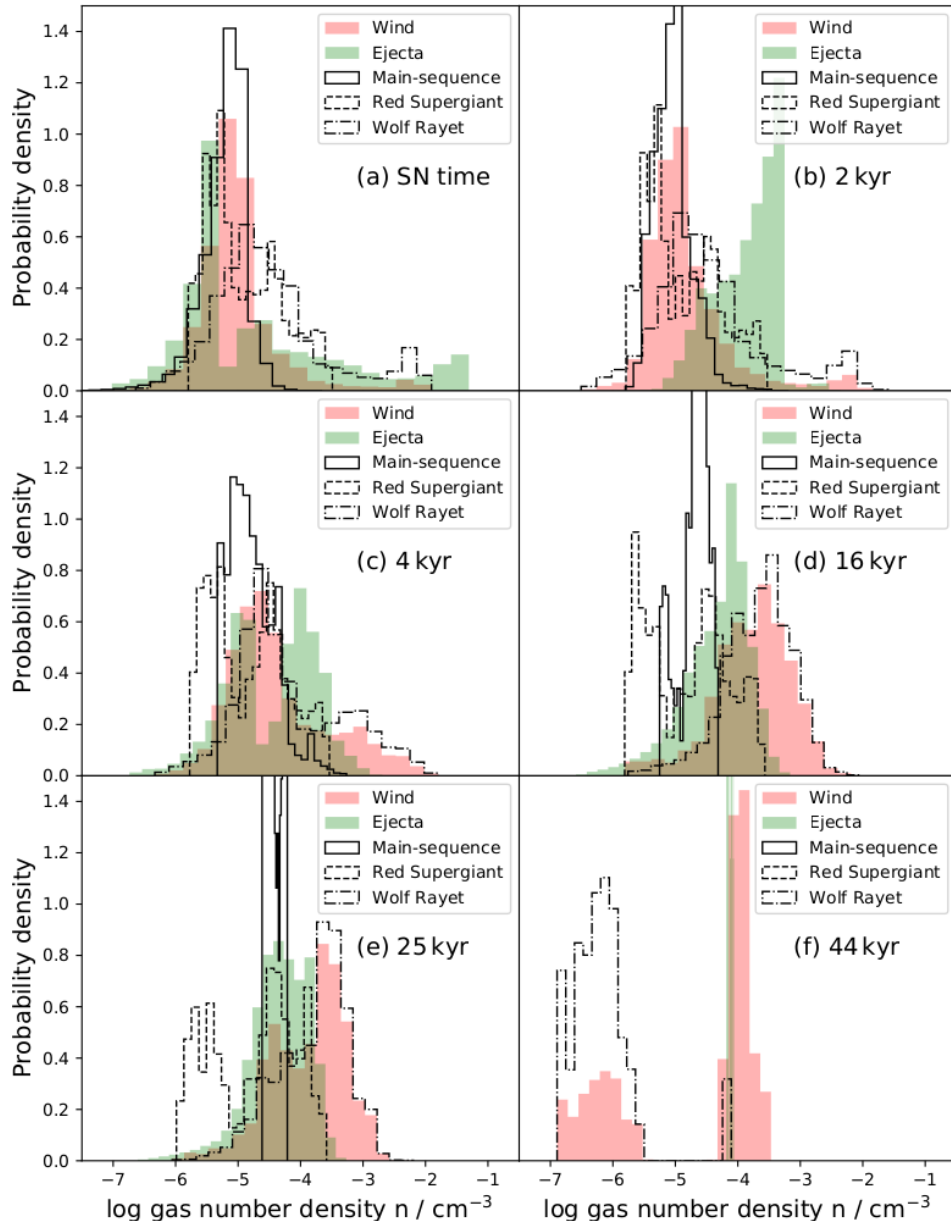 1.4
1.2
1.0
0.8
0.6
0.4
0.2
0.0
Probability density
Wind
Ejecta
Main-sequence
Red Supergiant
Wolf Rayet
(a) SN time
Wind
Ejecta
Main-sequence
Red Supergiant
Wolf Rayet
(b) 2 kyr
1.4
1.2
1.0
0.8
0.6
0.4
0.2
0.0
Probability density
Wind
Ejecta
Main-sequence
Red Supergiant
Wolf Rayet
(c) 4 kyr
Wind
Ejecta
Main-sequence
Red Supergiant
Wolf Rayet
(d) 16 kyr
1.4
1.2
1.0
0.8
0.6
0.4
0.2
0.0
Probability density
Wind
Ejecta
Main-sequence
Red Supergiant
Wolf Rayet
(e) 25 kyr
Wind
Ejecta
Main-sequence
Red Supergiant
Wolf Rayet
(f) 44 kyr
−7 −6 −5 −4 −3 −2 −1
log gas number density n / cm⁻³
−7 −6 −5 −4 −3 −2 −1
log gas number density n / cm⁻³